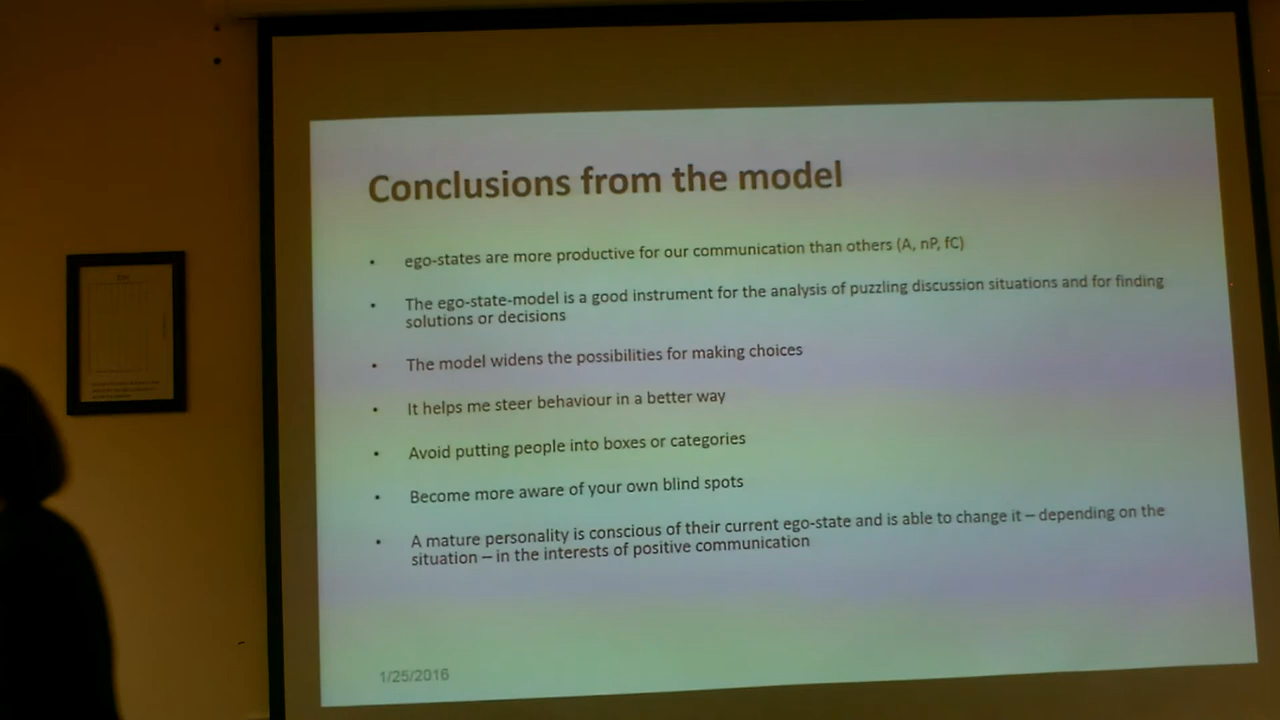 Conclusions from the model
• ego-states are more productive for our communication than others (A, nP, fC)
• The ego-state-model is a good instrument for the analysis of puzzling discussion situations and for finding
solutions or decisions
• The model widens the possibilities for making choices
• It helps me steer behaviour in a better way
• Avoid putting people into boxes or categories
• Become more aware of your own blind spots
• A mature personality is conscious of their current ego-state and is able to change it – depending on the
situation – in the interests of positive communication
1/25/2016